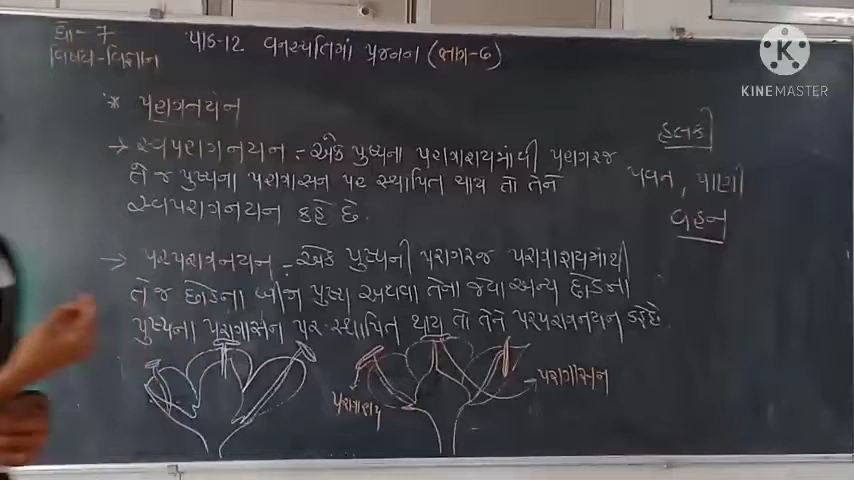 ધો-7
વિષય-વિજ્ઞાન
પાઠ-12 વનસ્પતિમાં પ્રજનન (ભાગ-6)
* પરાગનયન
→ સ્વપરાગનયન :- એક પુષ્પના પરાગાશયમાંથી પરાગરજ
તે જ પુષ્પના પરાગાસન પર સ્થાપિત થાય તો તેને
સ્વપરાગનયન કહે છે.
→ પરપરાગનયન :- એક પુષ્પની પરાગરજ પરાગાશયમાંથી
તે જ છોડના બીજા પુષ્પ અથવા તેના જેવા અન્ય છોડના
પુષ્પના પરાગાસન પર સ્થાપિત થાય તો તેને પરપરાગનયન કહે છે.
હલકી
પવન, પાણી
વહન
પરાગાશય
પરાગાસન
KINEMASTER